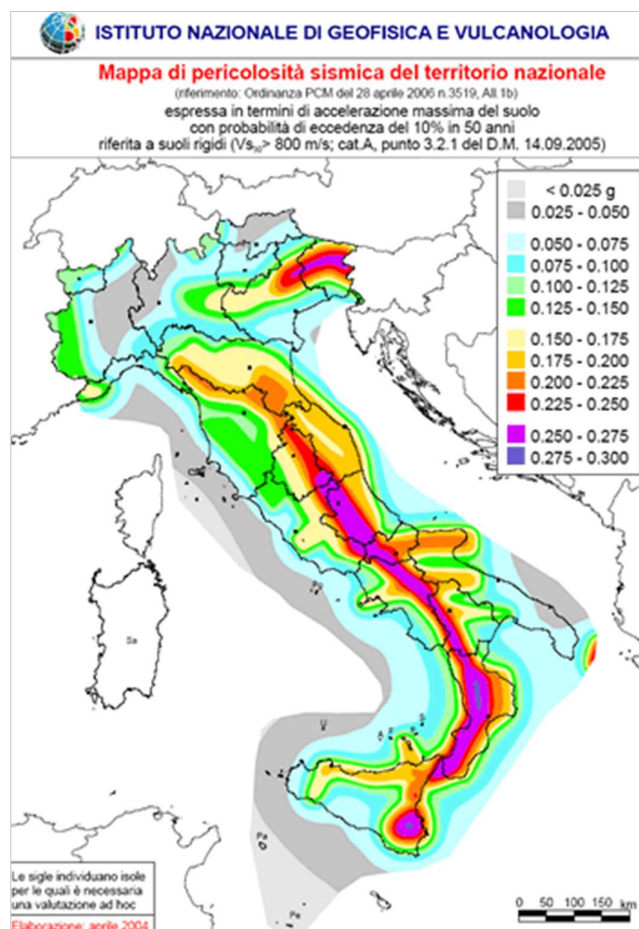 ISTITUTO NAZIONALE DI GEOFISICA E VULCANOLOGIA
Mappa di pericolosità sismica del territorio nazionale
(riferimento: Ordinanza PCM del 28 aprile 2006 n.3519, All.1b)
espressa in termini di accelerazione massima del suolo
con probabilità di eccedenza del 10% in 50 anni
riferita a suoli rigidi (Vs30> 800 m/s; cat.A, punto 3.2.1 del D.M. 14.09.2005)
< 0.025 g
0.025 - 0.050
0.050 - 0.075
0.075 - 0.100
0.100 - 0.125
0.125 - 0.150
0.150 - 0.175
0.175 - 0.200
0.200 - 0.225
0.225 - 0.250
0.250 - 0.275
0.275 - 0.300
Sa
U
Pa
Pe
Le sigle individuano isole
per le quali è necessaria
una valutazione ad hoc
Elaborazione: aprile 2004
0 50 100 150
km